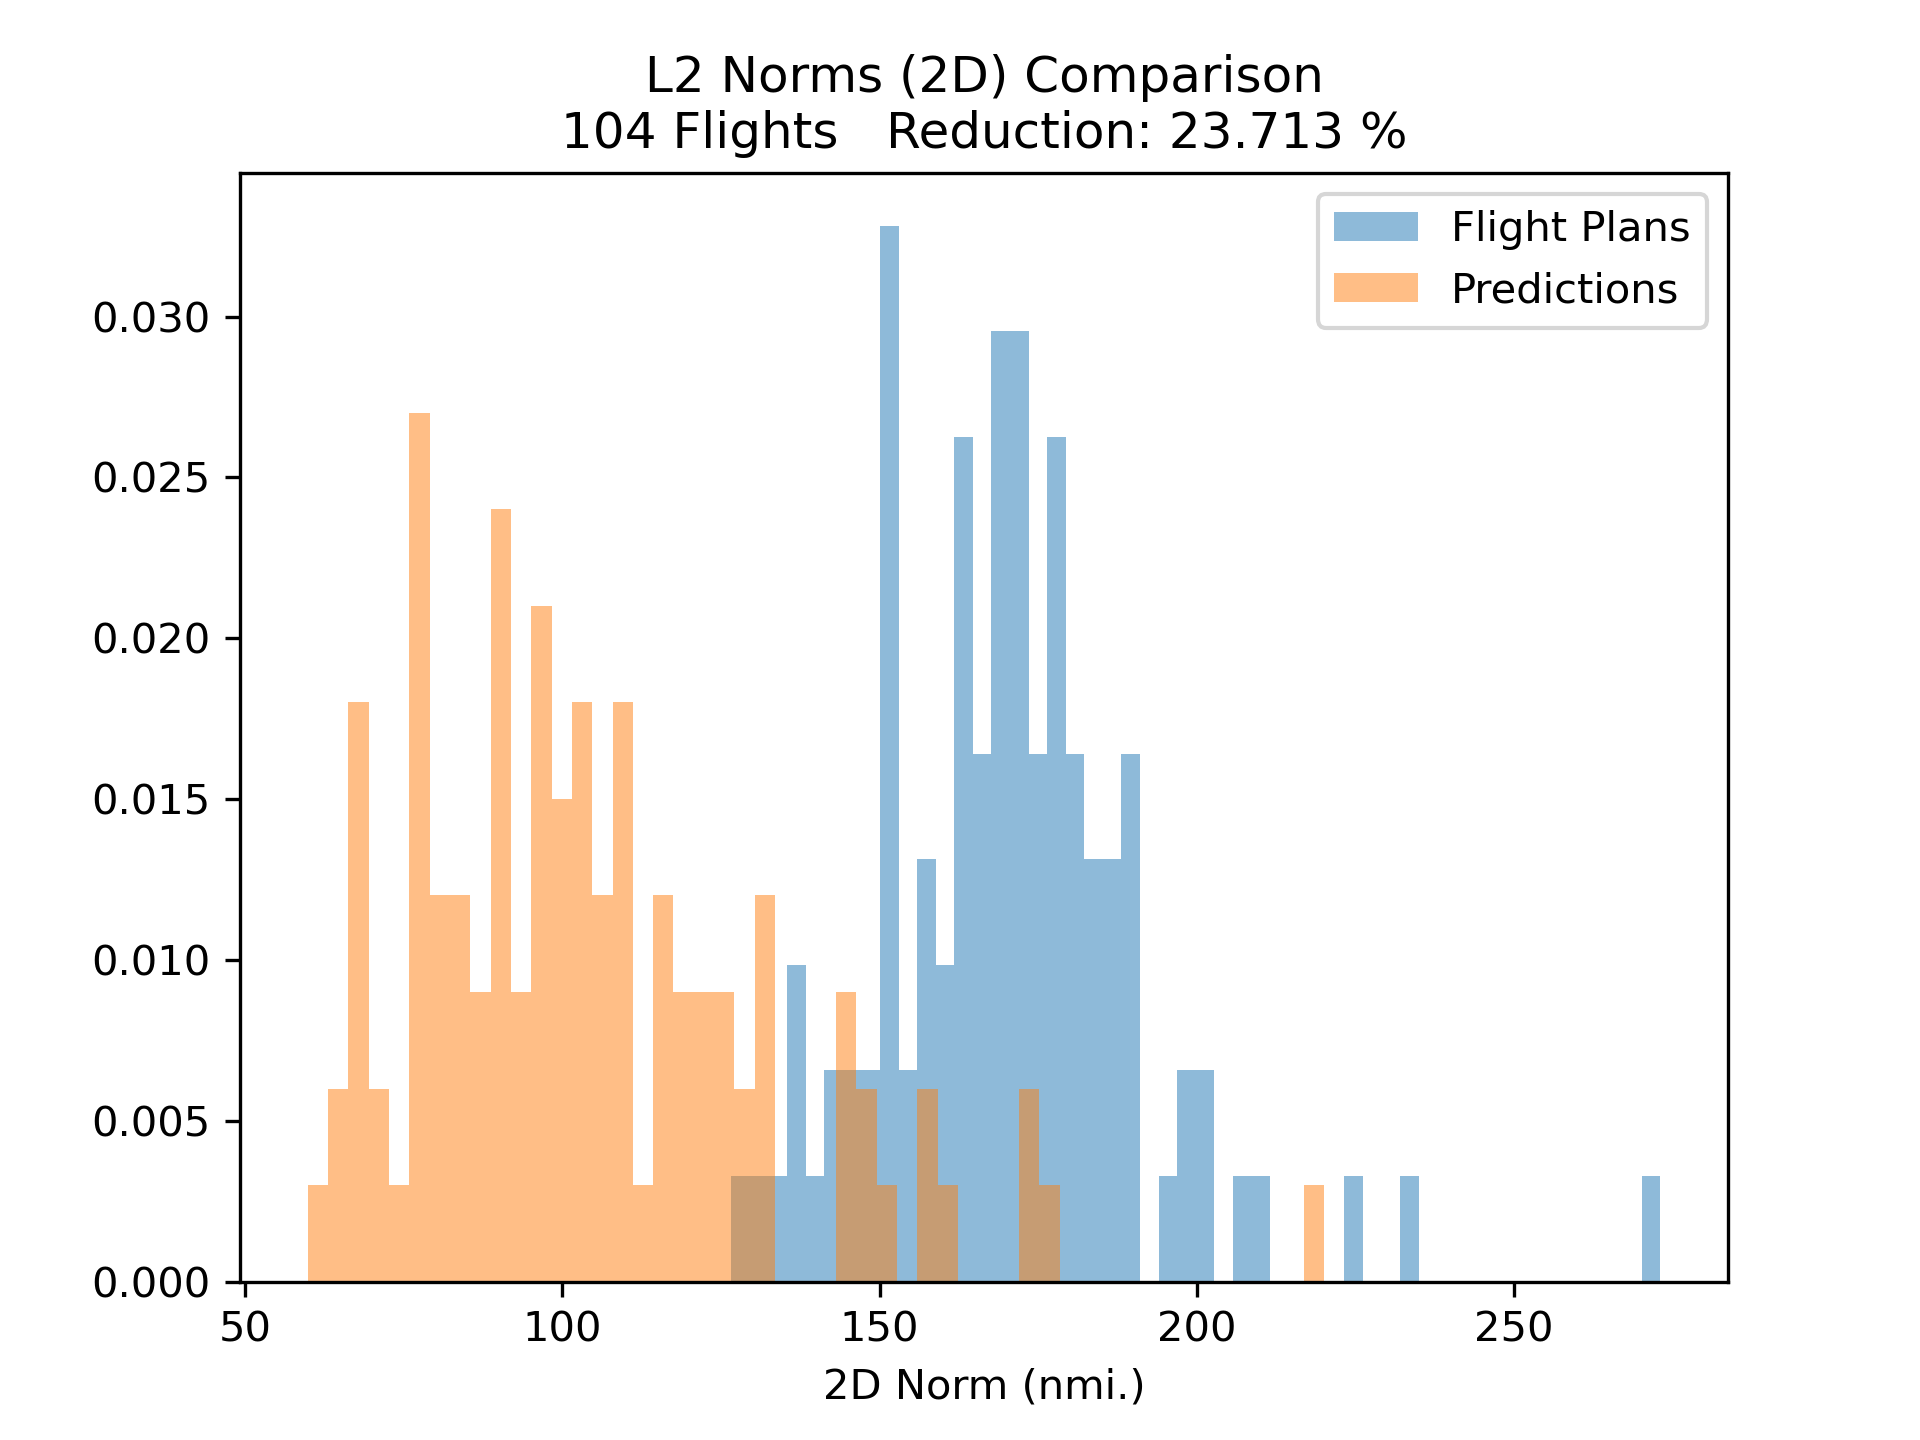 L2 Norms (2D) Comparison
104 Flights   Reduction: 23.713 %
Flight Plans
Predictions
0.030
0.025
0.020
0.015
0.010
0.005
0.000
50 100 150 200 250
2D Norm (nmi.)